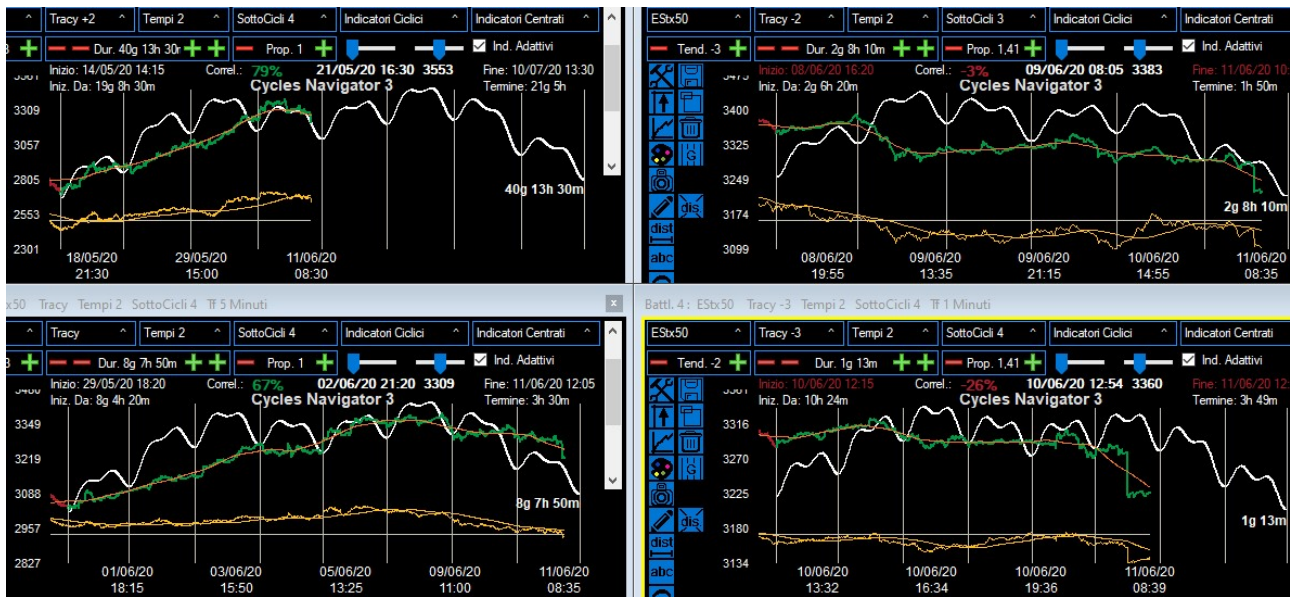 Tracy +2 ^ Tempi 2 ^ SottoCicli 4 ^ Indicatori Ciclici ^ Indicatori Centrati
Dur. 40g 13h 30r Prop. 1 Ind. Adattivi
Inizio: 14/05/20 14:15 Correl.: 79% 21/05/20 16:30 3553 Fine: 10/07/20 13:30
Iniz. Da: 19g 8h 30m Cycles Navigator 3 Termine: 21g 5h
3309
3057
2805
40g 13h 30m
2553
2301
18/05/20 29/05/20 11/06/20
21:30 15:00 08:30
EStx50 ^ Tracy -2 ^ Tempi 2 ^ SottoCicli 3 ^ Indicatori Ciclici ^ Indicatori Centrati
Tend. -3 Dur. 2g 8h 10m Prop. 1,41 Ind. Adattivi
Inizio: 08/06/20 16:20 Correl.: -3% 09/06/20 08:05 3383 Fine: 11/06/20 10:
Iniz. Da: 2g 6h 20m Cycles Navigator 3 Termine: 1h 50m
3475
3400
3325
3249
2g 8h 10m
3174
3099
G
dis
dist
abc
08/06/20 09/06/20 09/06/20 10/06/20 11/06/20
19:55 13:35 21:15 14:55 08:35
x50 Tracy Tempi 2 SottoCicli 4 Tf 5 Minuti x
Tracy ^ Tempi 2 ^ SottoCicli 4 ^ Indicatori Ciclici ^ Indicatori Centrati
Dur. 8g 7h 50m Prop. 1 Ind. Adattivi
Inizio: 29/05/20 18:20 Correl.: 67% 02/06/20 21:20 3309 Fine: 11/06/20 12:05
Iniz. Da: 8g 4h 20m Cycles Navigator 3 Termine: 3h 30m
3349
3219
3088
8g 7h 50m
2957
2827
01/06/20 03/06/20 05/06/20 09/06/20 11/06/20
18:15 15:50 13:25 11:00 08:35
Battl. 4 : EStx50 Tracy -3 Tempi 2 SottoCicli 4 Tf 1 Minuti
EStx50 ^ Tracy -3 ^ Tempi 2 ^ SottoCicli 4 ^ Indicatori Ciclici ^ Indicatori Centrati
Tend. -2 Dur. 1g 13m Prop. 1,41 Ind. Adattivi
Inizio: 10/06/20 12:15 Correl.: -26% 10/06/20 12:54 3360 Fine: 11/06/20 12:
Iniz. Da: 10h 24m Cycles Navigator 3 Termine: 3h 49m
3316
3270
3225
1g 13m
3180
3134
G
dis
dist
abc
10/06/20 10/06/20 10/06/20 11/06/20
13:32 16:34 19:36 08:39